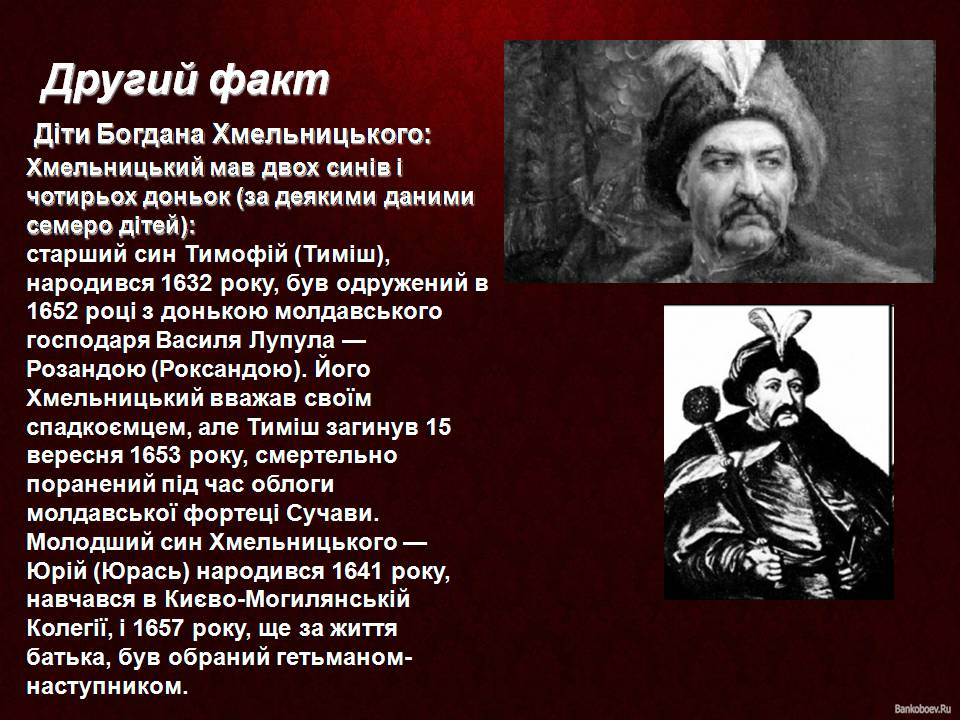 Другий факт
Діти Богдана Хмельницького:
Хмельницький мав двох синів і
чотирьох доньок (за деякими даними
семеро дітей):
старший син Тимофій (Тиміш),
народився 1632 року, був одружений в
1652 році з донькою молдавського
господаря Василя Лупула —
Розандою (Роксандою). Його
Хмельницький вважав своїм
спадкоємцем, але Тиміш загинув 15
вересня 1653 року, смертельно
поранений під час облоги
молдавської фортеці Сучави.
Молодший син Хмельницького —
Юрій (Юрась) народився 1641 року,
навчався в Києво-Могилянській
Колегії, і 1657 року, ще за життя
батька, був обраний гетьманом-
наступником.
Bankoboev.Ru